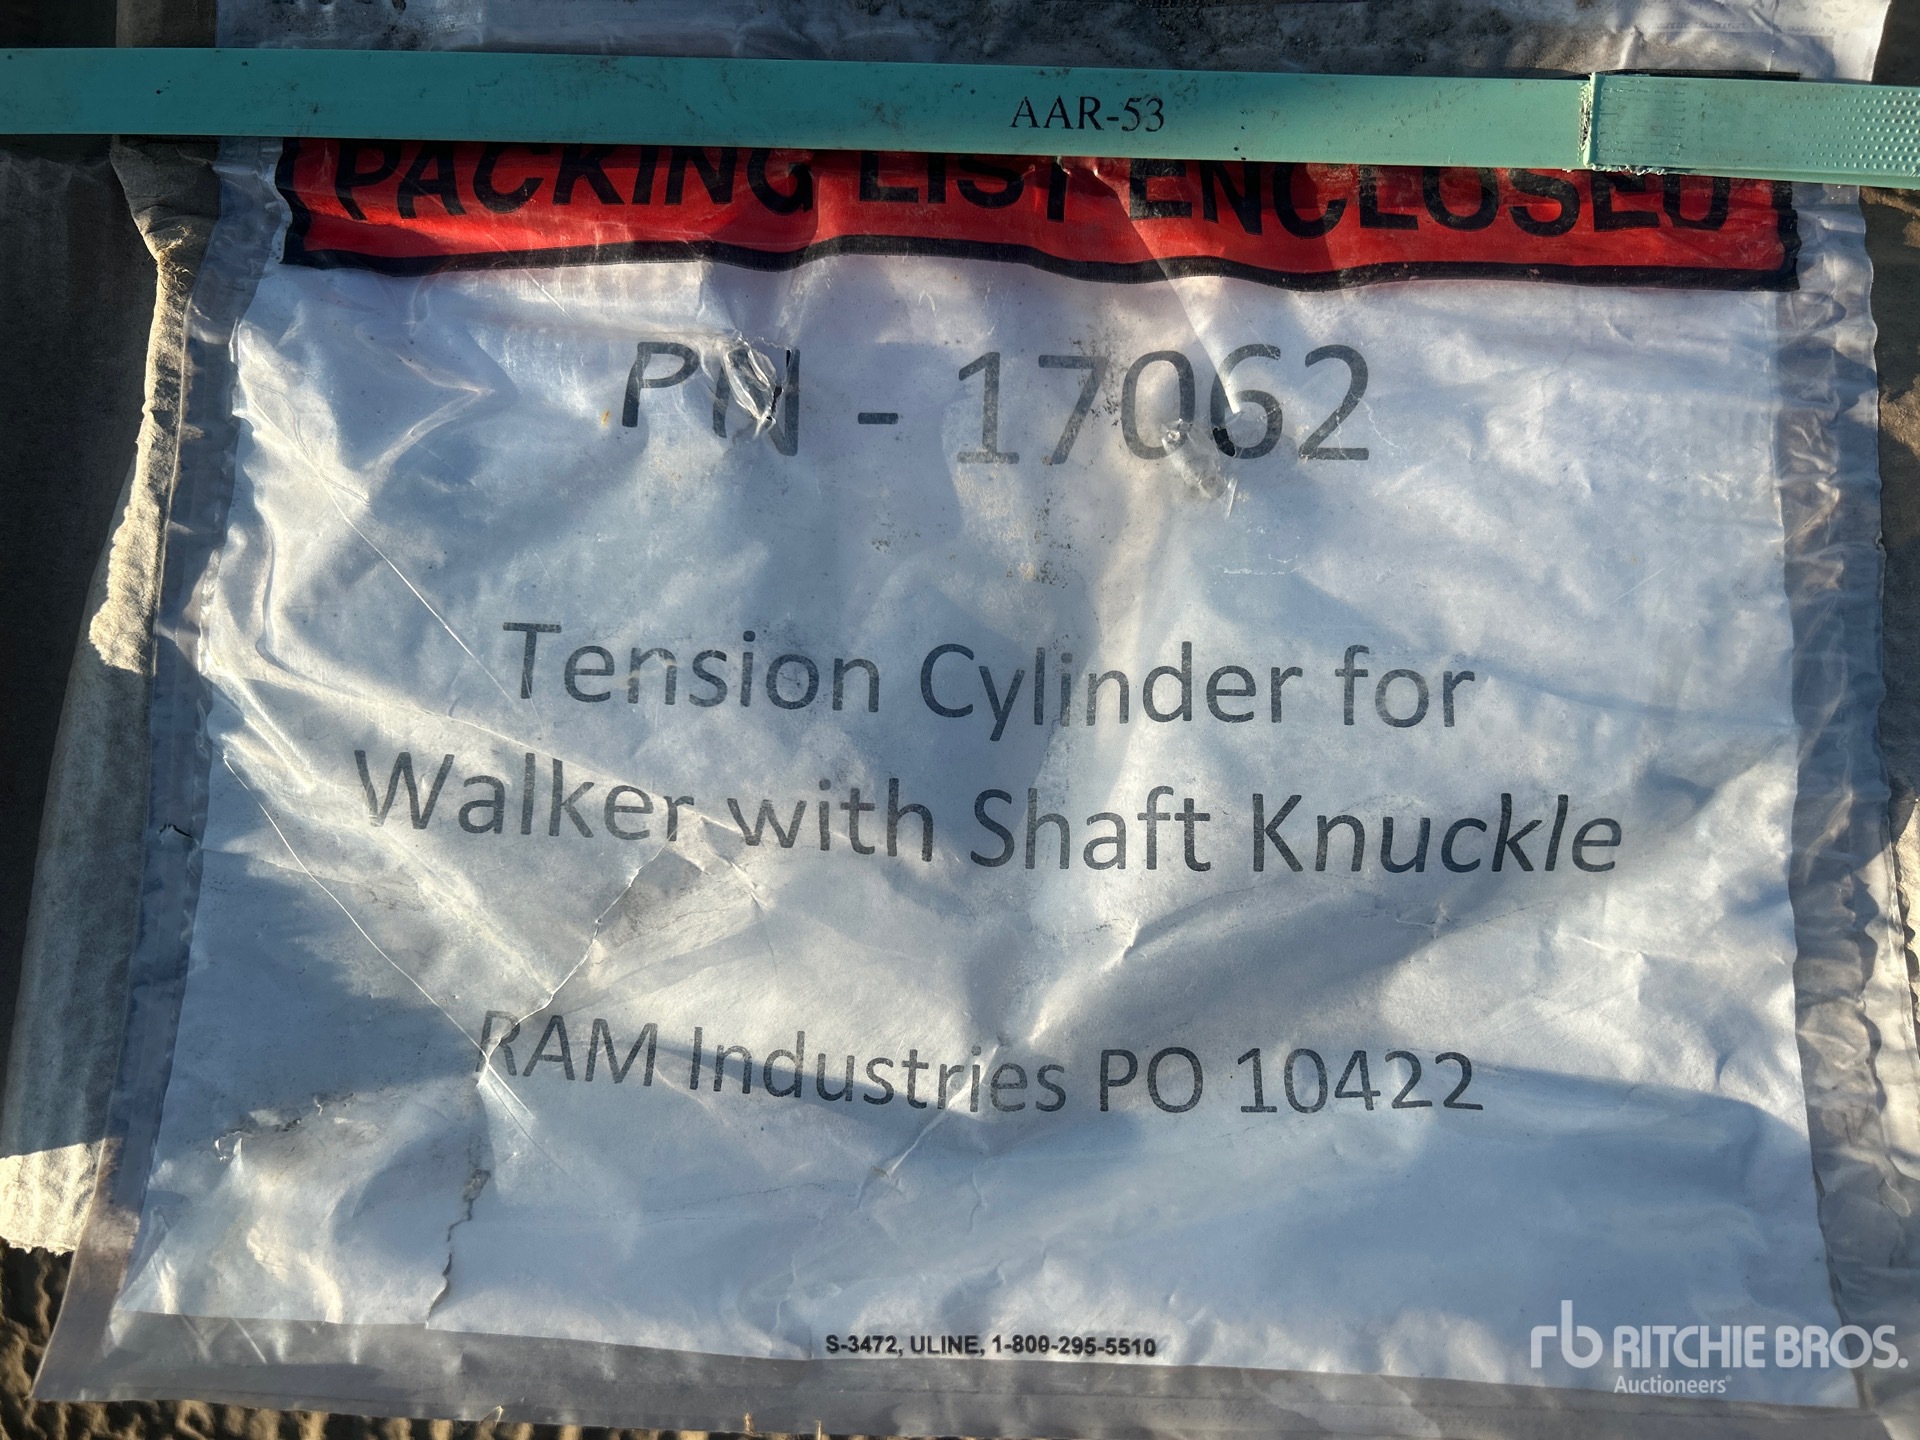 AAR-53
PACKING LIST ENCLOSED
PN - 17062
Tension Cylinder for
Walker with Shaft Knuckle
RAM Industries PO 10422
S-3472, ULINE, 1-800-295-5510
rb RITCHIE BROS.
Auctioneers